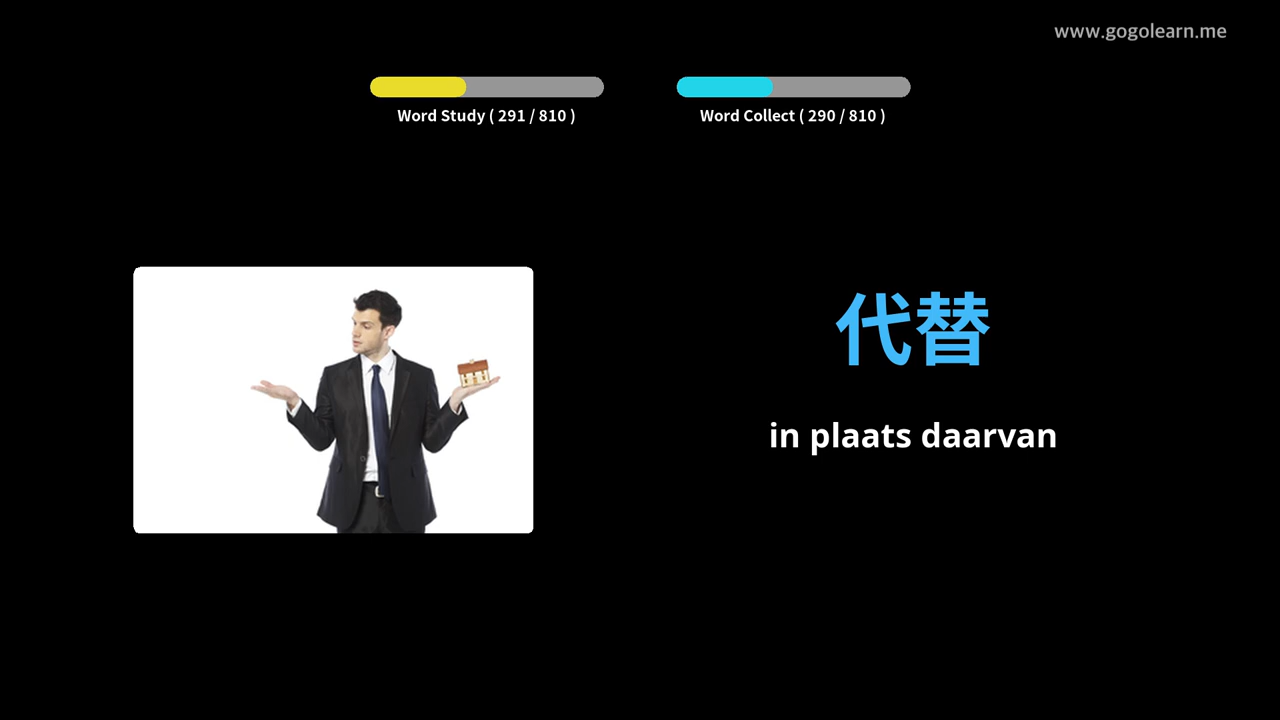 www.gogolearn.me
Word Study ( 291 / 810 )
Word Collect ( 290 / 810 )
代替
in plaats daarvan